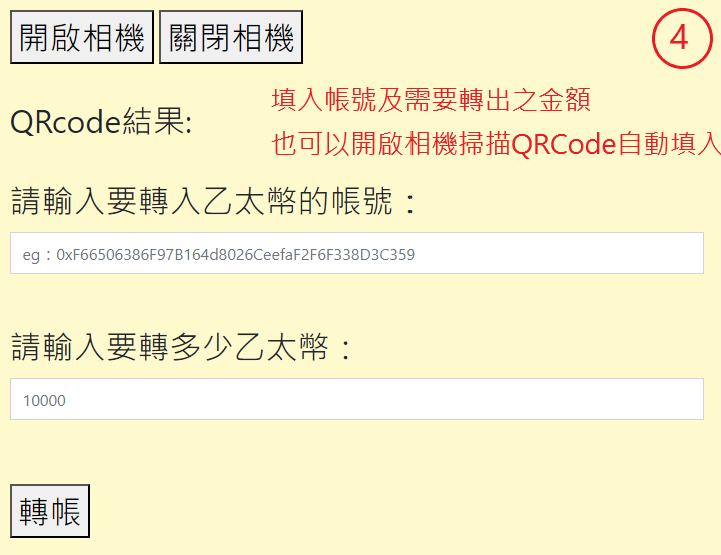 開啟相機 關閉相機
4
填入帳號及需要轉出之金額
QRcode結果:
也可以開啟相機掃描QRCode自動填入
請輸入要轉入乙太幣的帳號：
eg：0xF66506386F97B164d8026CeefaF2F6F338D3C359
請輸入要轉多少乙太幣：
10000
轉帳